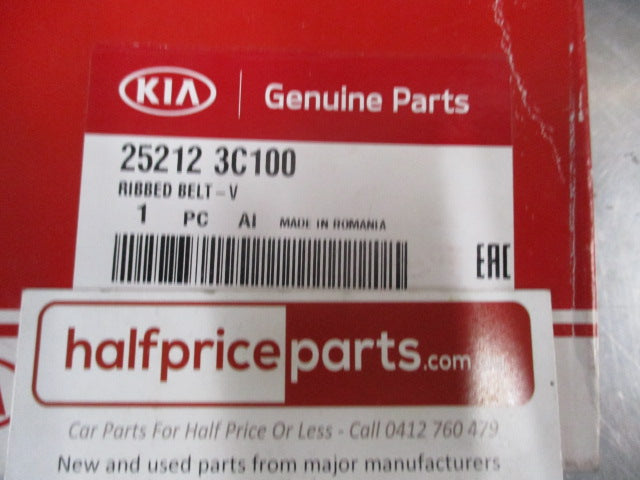 KIA Genuine Parts
25212 3C100
RIBBED BELT - V
1 PC AI MADE IN ROMANIA
EAC
halfpriceparts.com
Car Parts For Half Price Or Less - Call 0412 760 479
New and used parts from major manufacturers